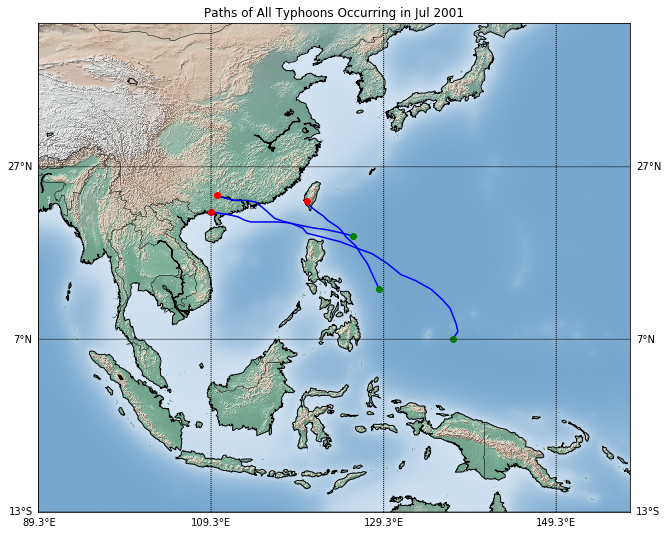 Paths of All Typhoons Occurring in Jul 2001
27°N 27°N
7°N 7°N
13°S 13°S
89.3°E 109.3°E 129.3°E 149.3°E